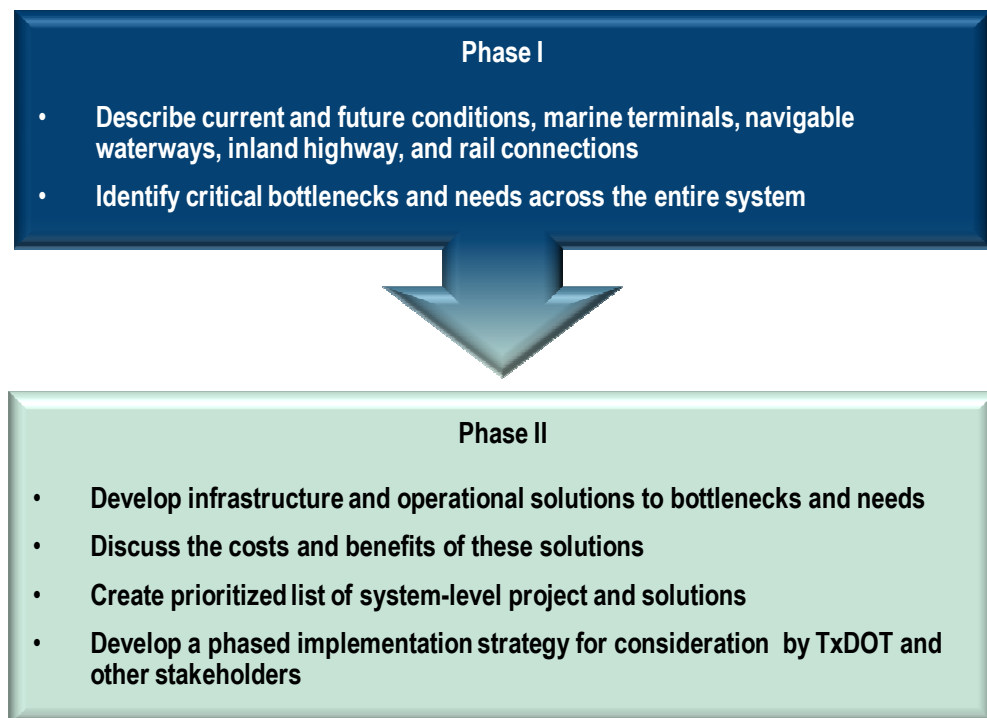 Phase I
• Describe current and future conditions, marine terminals, navigable
waterways, inland highway, and rail connections
• Identify critical bottlenecks and needs across the entire system
Phase II
• Develop infrastructure and operational solutions to bottlenecks and needs
• Discuss the costs and benefits of these solutions
• Create prioritized list of system-level project and solutions
• Develop a phased implementation strategy for consideration by TxDOT and
other stakeholders